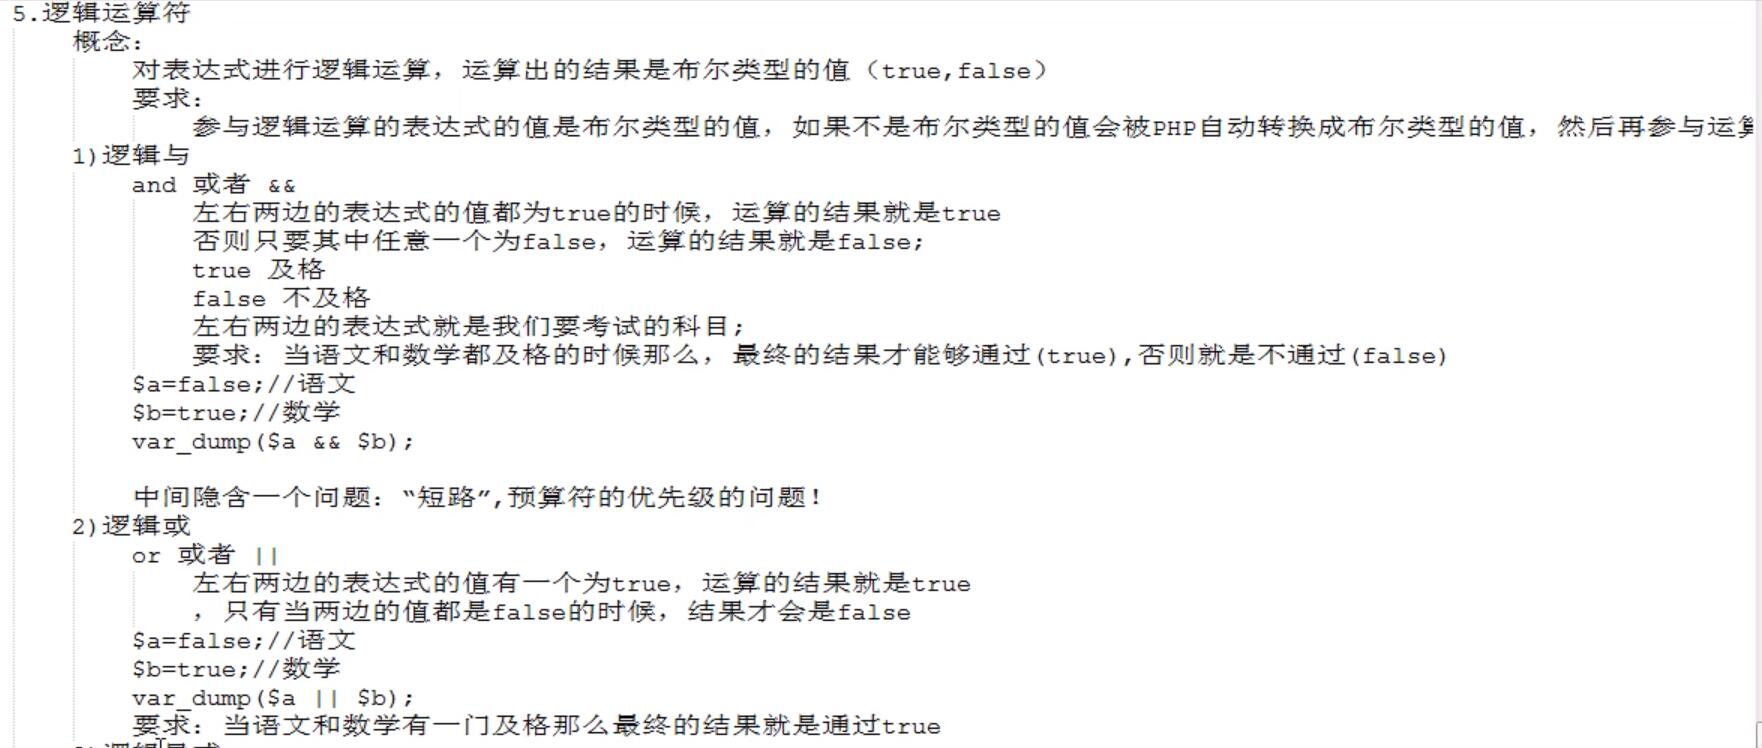 5.逻辑运算符
概念：
对表达式进行逻辑运算，运算出的结果是布尔类型的值（true,false）
要求：
参与逻辑运算的表达式的值是布尔类型的值，如果不是布尔类型的值会被PHP自动转换成布尔类型的值，然后再参与运算
1)逻辑与
and 或者 &&
左右两边的表达式的值都为true的时候，运算的结果就是true
否则只要其中任意一个为false，运算的结果就是false;
true 及格
false 不及格
左右两边的表达式就是我们要考试的科目;
要求：当语文和数学都及格的时候那么，最终的结果才能够通过(true),否则就是不通过(false)
$a=false;//语文
$b=true;//数学
var_dump($a && $b);
中间隐含一个问题：“短路”,预算符的优先级的问题!
2)逻辑或
or 或者 ||
左右两边的表达式的值有一个为true，运算的结果就是true
，只有当两边的值都是false的时候，结果才会是false
$a=false;//语文
$b=true;//数学
var_dump($a || $b);
要求：当语文和数学有一门及格那么最终的结果就是通过true